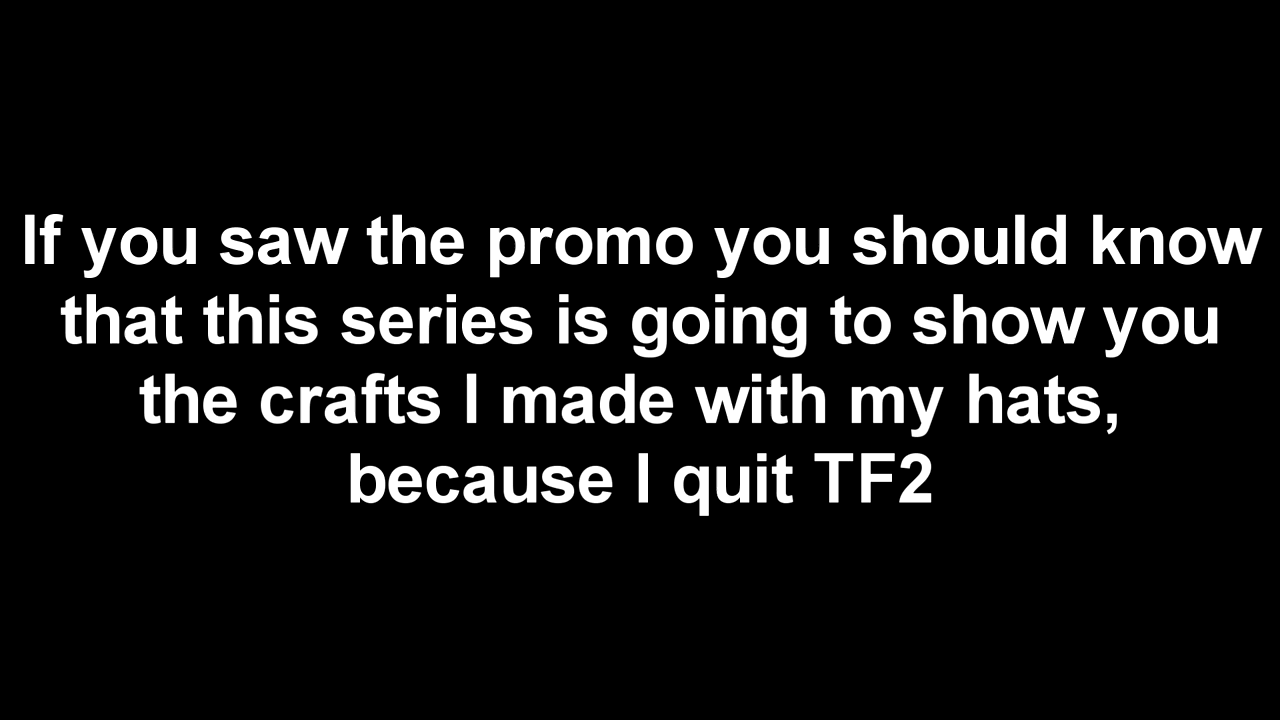 If you saw the promo you should know
that this series is going to show you
the crafts I made with my hats,
because I quit TF2